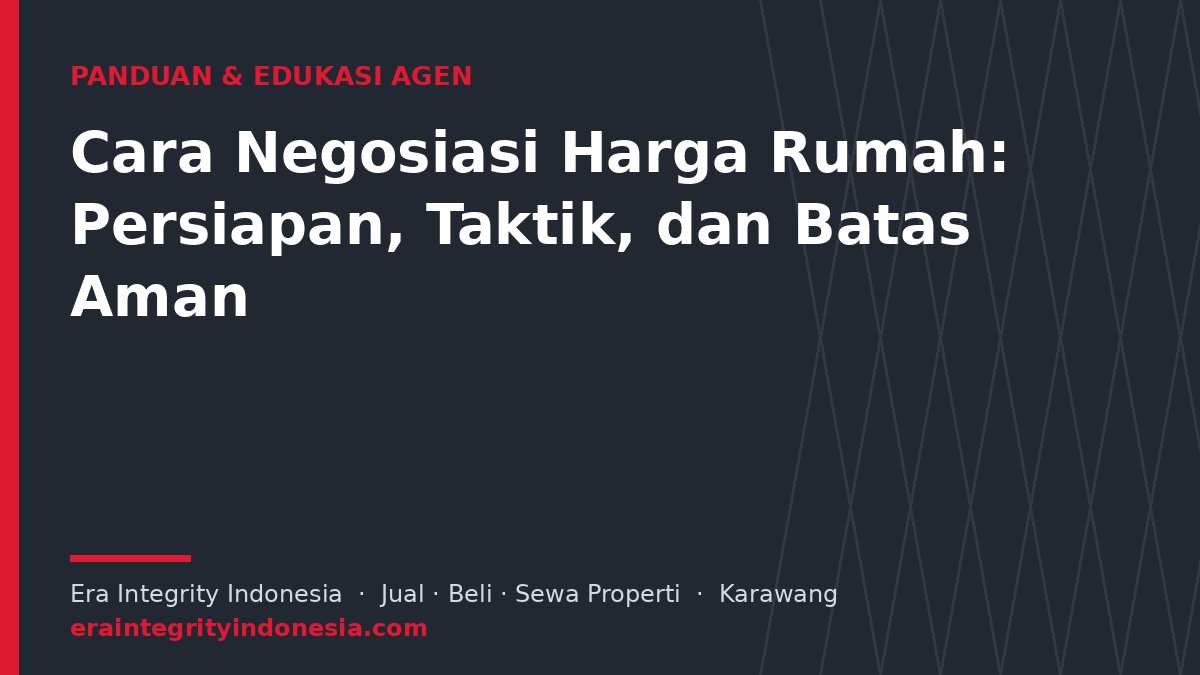 PANDUAN & EDUKASI AGEN
Cara Negosiasi Harga Rumah:
Persiapan, Taktik, dan Batas
Aman
Era Integrity Indonesia · Jual · Beli · Sewa Properti · Karawang
eraintegrityindonesia.com